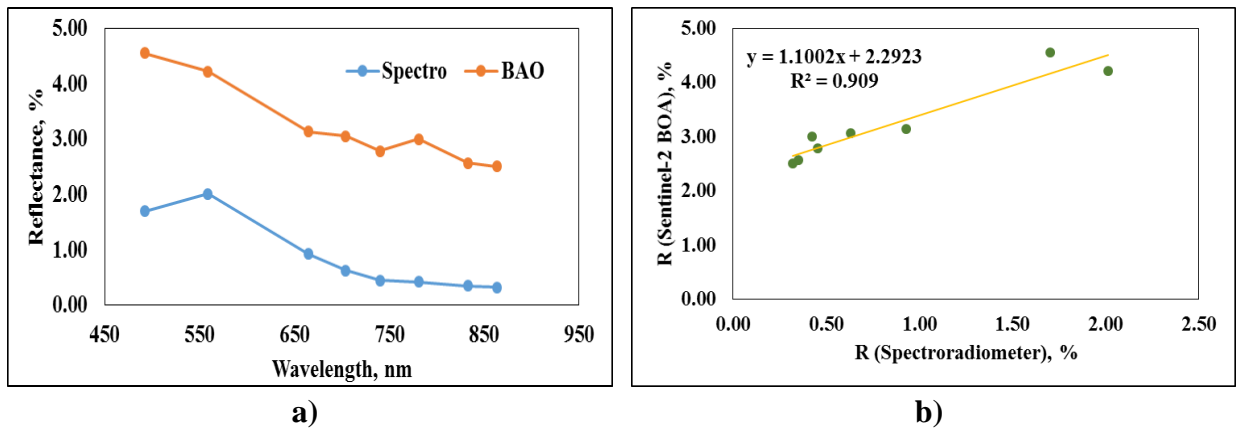 5.00
4.00
3.00
2.00
1.00
0.00
Reflectance, %
Spectro BAO
450 550 650 750 850 950
Wavelength, nm
a)
5.00
4.00
3.00
2.00
1.00
0.00
R (Sentinel-2 BOA), %
y = 1.1002x + 2.2923
R² = 0.909
0.00 0.50 1.00 1.50 2.00 2.50
R (Spectroradiometer), %
b)